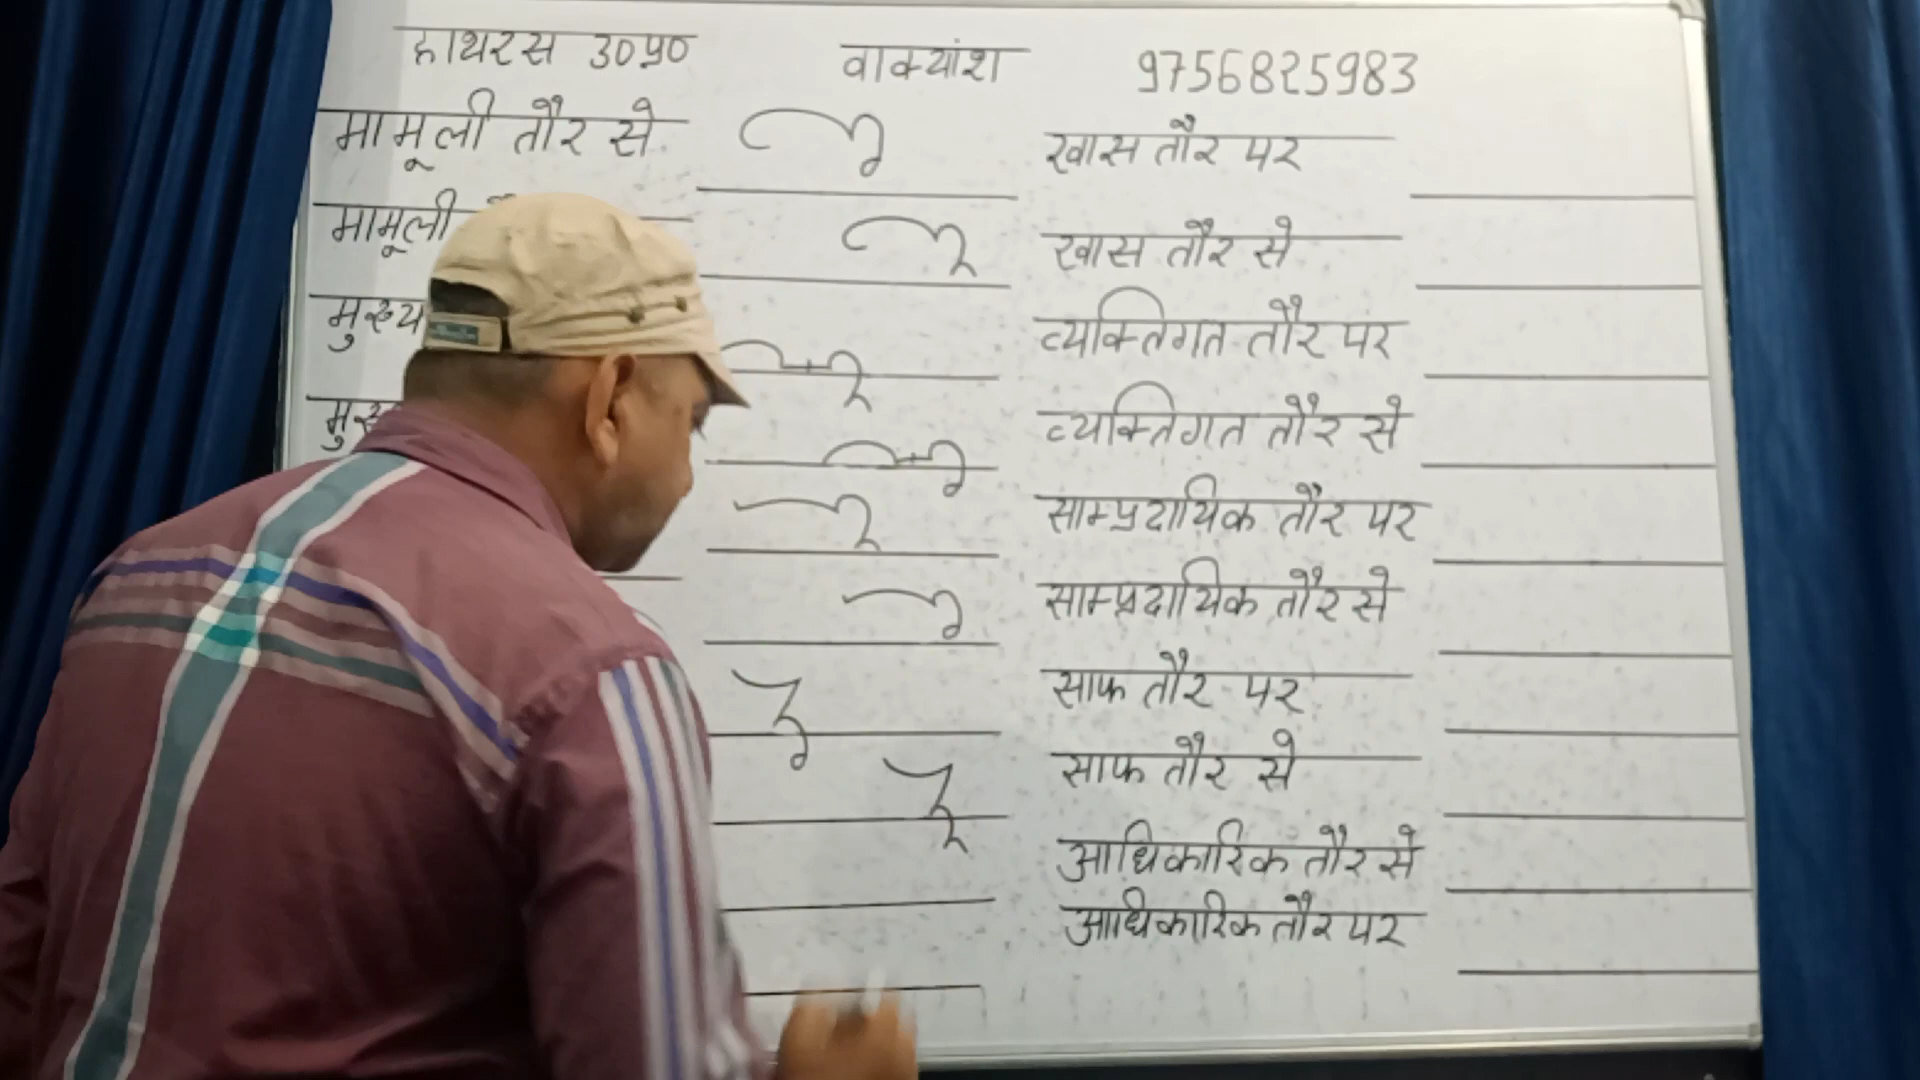 हाथरस उ०प्र० वाक्यांश 9756825983
मामूली तौर से खास तौर पर
मामूली खास तौर से
मुख्य व्यक्तिगत तौर पर
व्यक्तिगत तौर से
साम्प्रदायिक तौर पर
साम्प्रदायिक तौर से
साफ तौर पर
साफ तौर से
आधिकारिक तौर से
आधिकारिक तौर पर